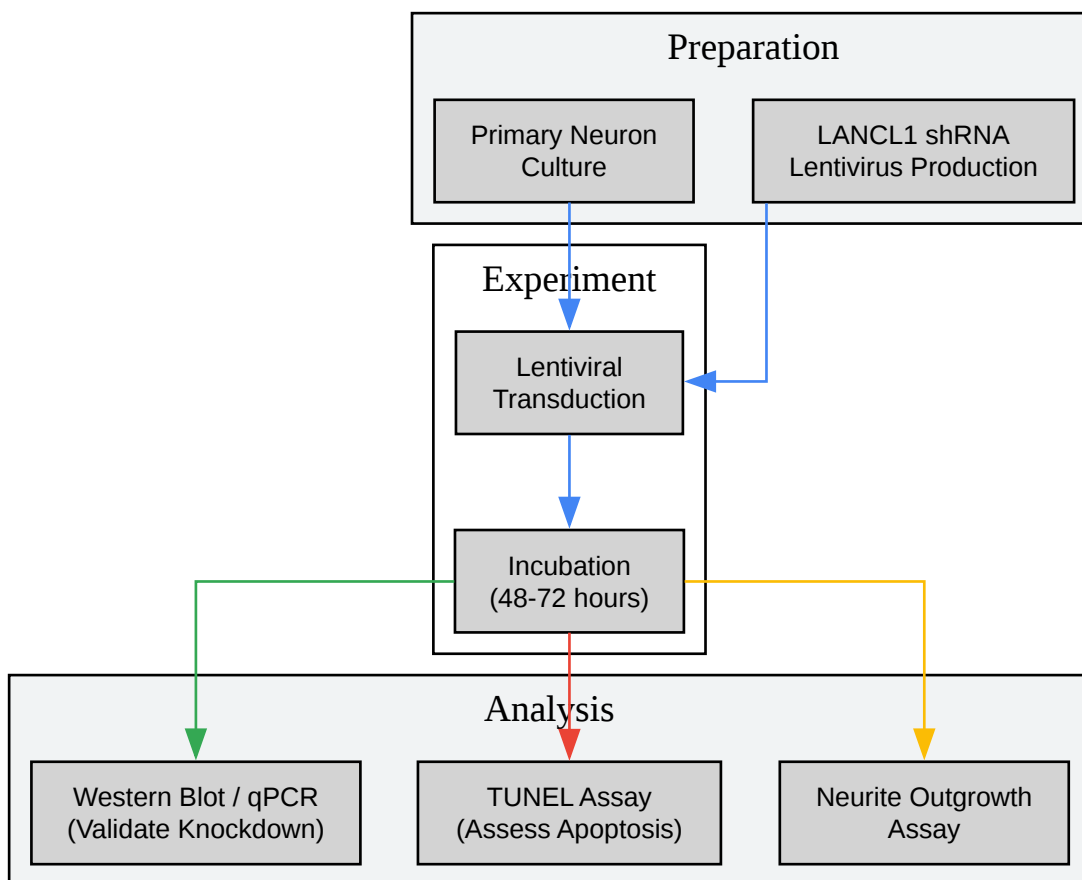 Preparation
Primary Neuron
Culture
LANCL1 shRNA
Lentivirus Production
Experiment
Lentiviral
Transduction
Incubation
(48-72 hours)
Analysis
Western Blot / qPCR
(Validate Knockdown)
TUNEL Assay
(Assess Apoptosis)
Neurite Outgrowth
Assay